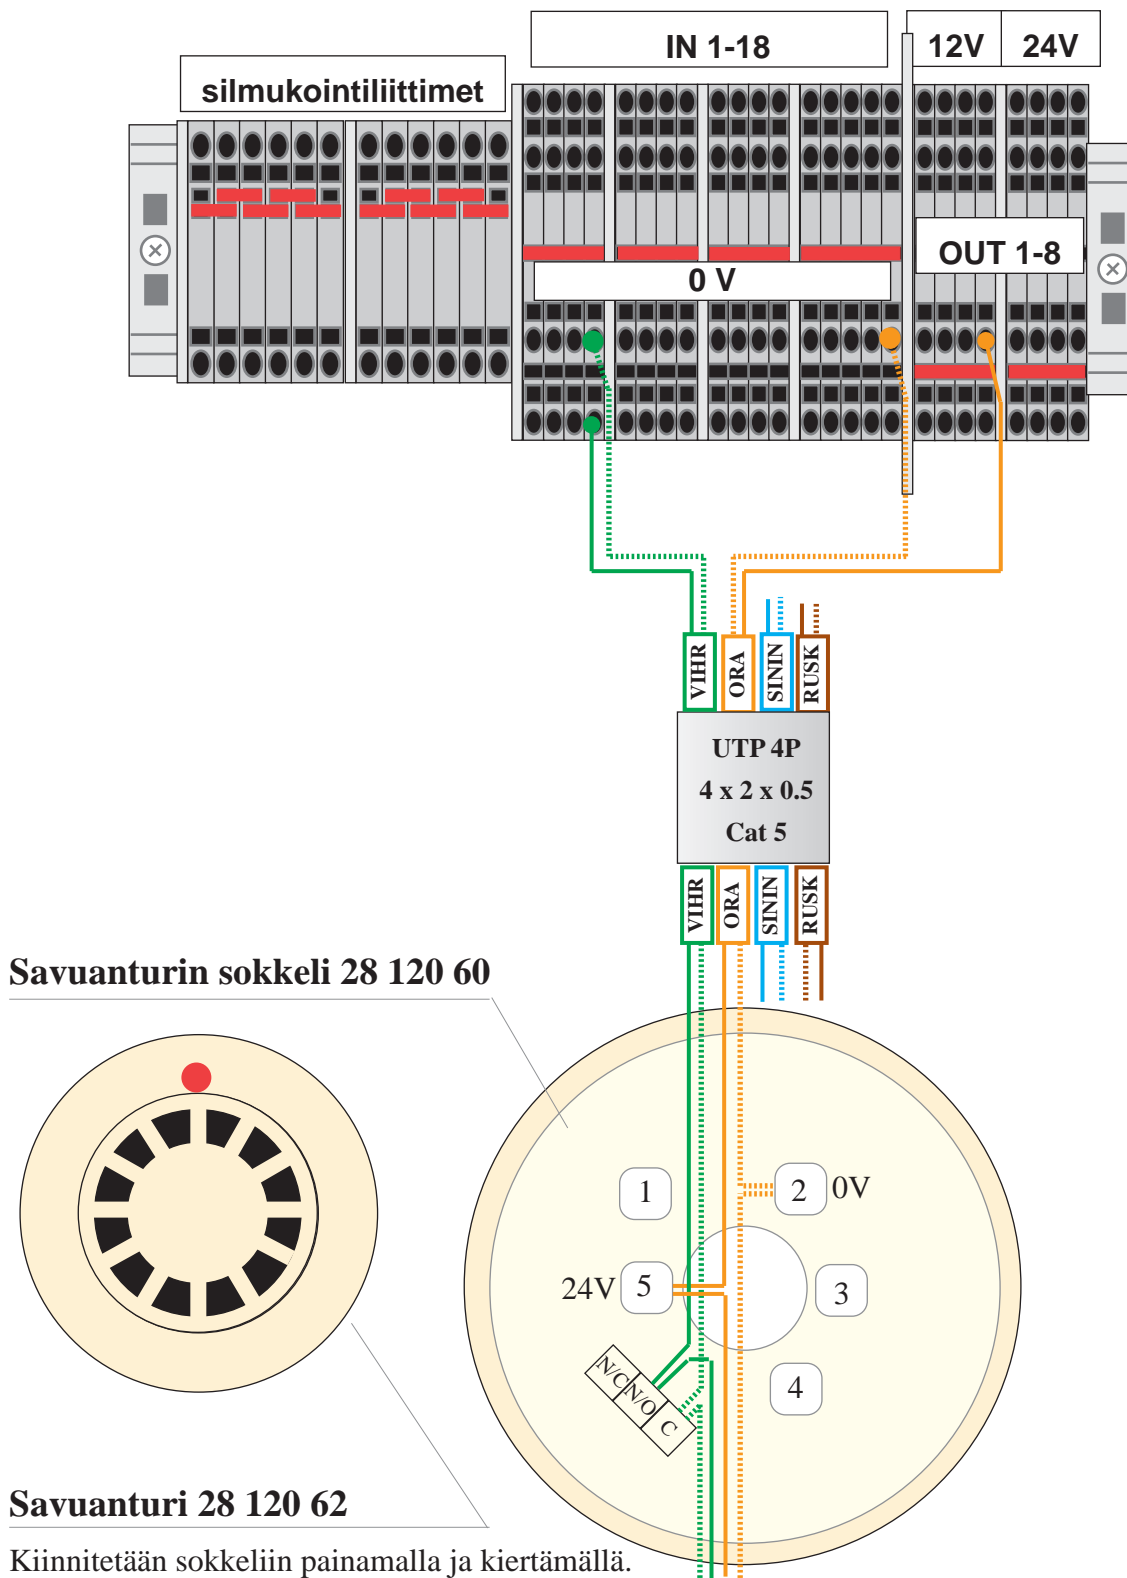 IN 1-18
12V
24V
silmukointiliittimet
OUT 1-8
0 V
VIHR
ORA
SININ
RUSK
UTP 4P
4 x 2 x 0.5
Cat 5
VIHR
ORA
SININ
RUSK
Savuanturin sokkeli 28 120 60
1
2
0V
24V
5
3
4
N/C
N/O
C
Savuanturi 28 120 62
Kiinnitetään sokkeliin painamalla ja kiertämällä.